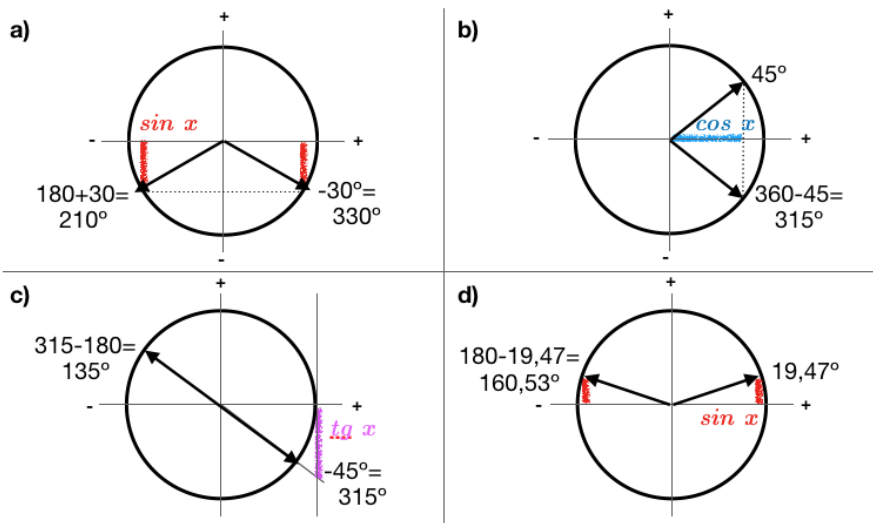 a)
+
-
sin x
+
180+30=
210º
-30º=
330º
-
b)
+
45º
-
cos x
+
360-45=
315º
-
c)
+
315-180=
135º
-
+
tg x
-45º=
315º
d)
+
180-19,47=
160,53º
19,47º
-
+
sin x